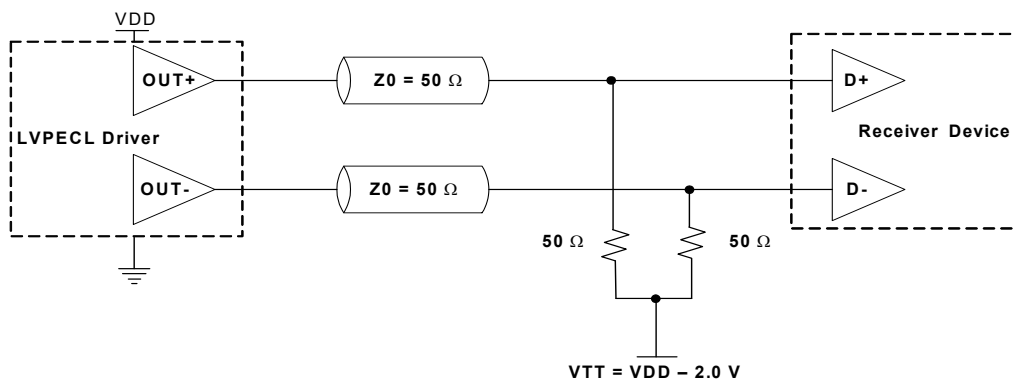 VDD
OUT+
Z0 = 50 Ω
D+
LVPECL Driver
Receiver Device
OUT-
Z0 = 50 Ω
D-
50 Ω
50 Ω
VTT = VDD – 2.0 V